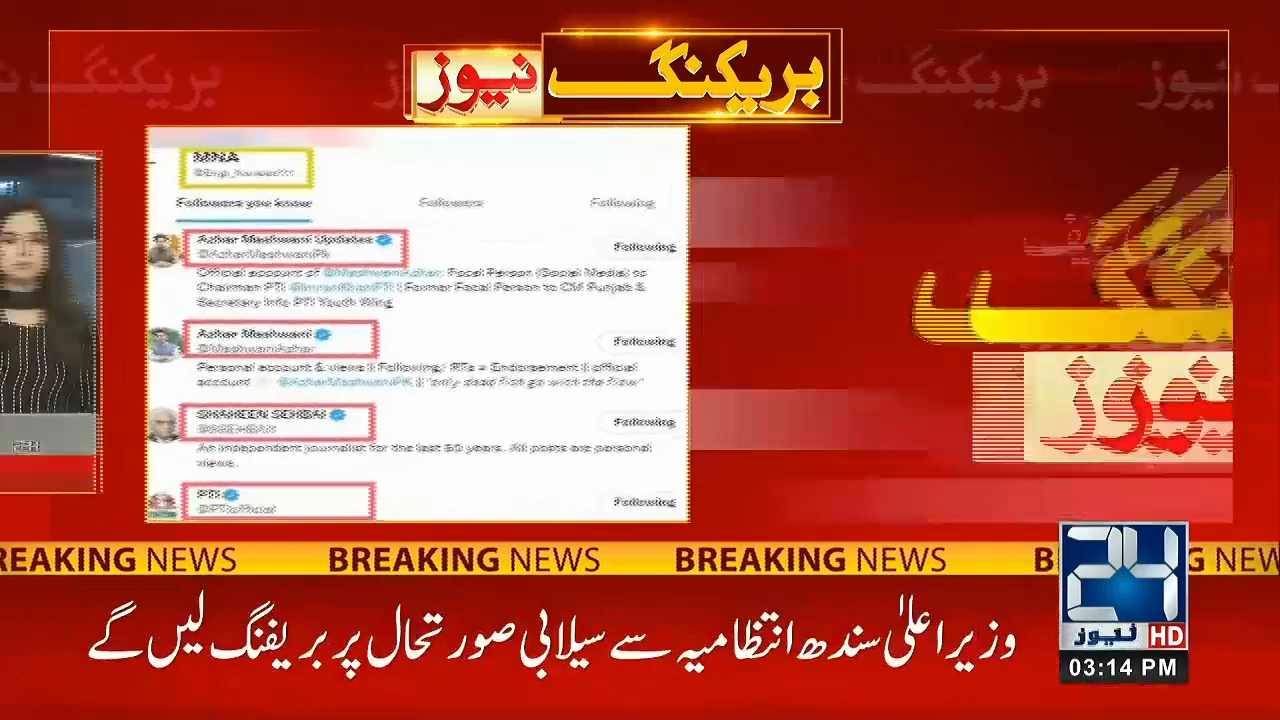 بریکنگ نیوز
MNA
Followers you know
Followers
Following
Azhar Mashwani Updates
Following
@AzharMashwaniPk
Official account of @MashwaniAzhar: Focal Person (Social Media) to
Chairman PTI @ImranKhanPTI | Former Focal Person to CM Punjab &
Secretary Info PTI Youth Wing
Azhar Mashwani
Following
@MashwaniAzhar
Personal account & views || Following/ RTs ≠ Endorsement || official
account @AzharMashwaniPK || "only dead fish go with the flow"
SHAHEEN SEHBAI
Following
@SSEHBAI1
An independent journalist for the last 50 years. All posts are personal
views.
PTI
Following
@PTIofficial
BREAKING NEWS BREAKING NEWS BREAKING NEWS
وزیراعلیٰ سندھ انتظامیہ سے سیلابی صورتحال پر بریفنگ لیں گے
24
نیوز HD
03:14 PM